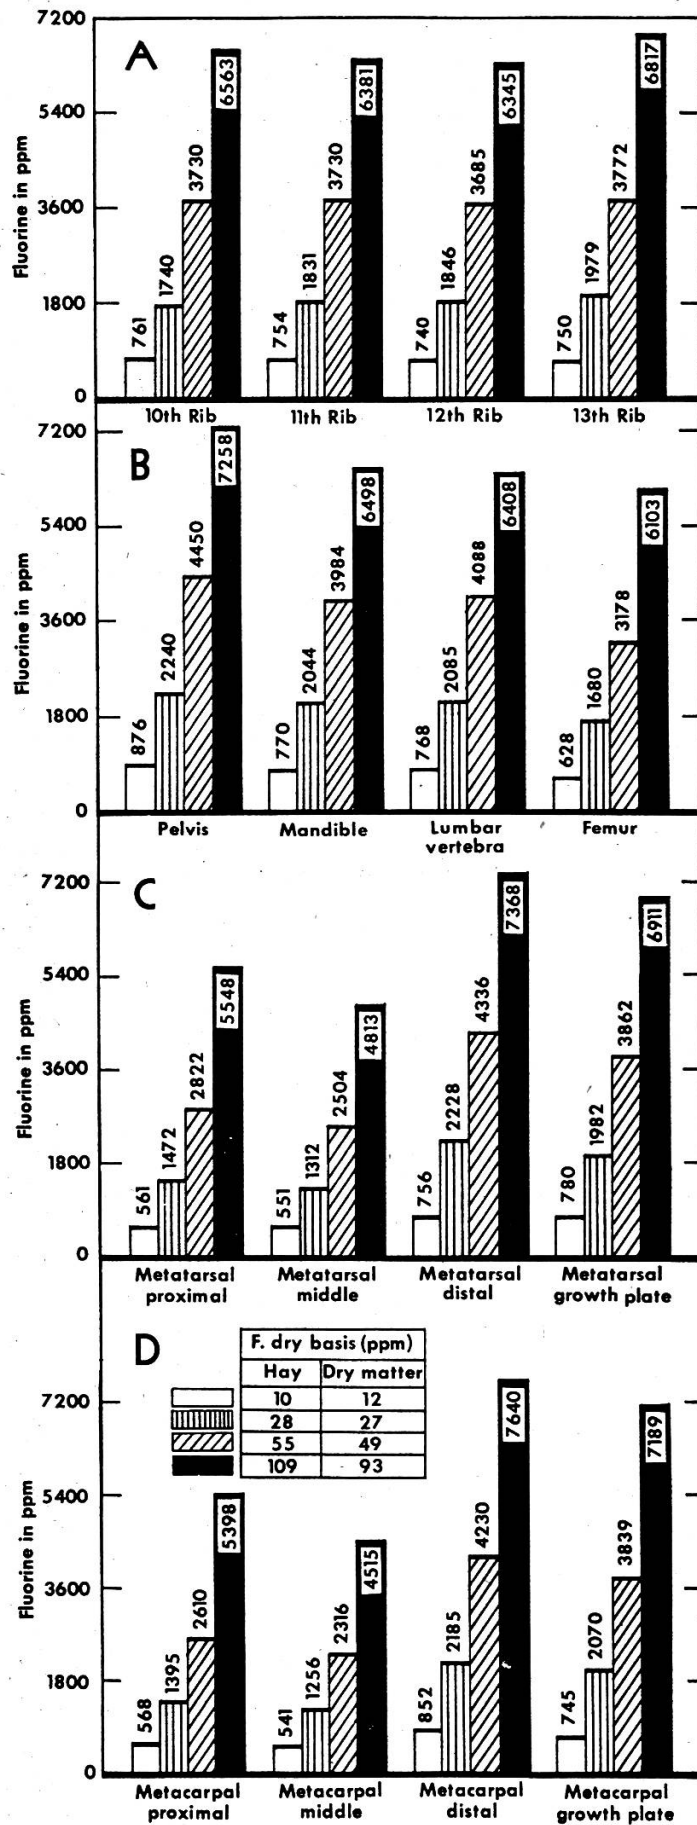 A
Fluorine in ppm
7200
5400
3600
1800
0
761 1740 3730 6563
754 1831 3730 6381
740 1846 3685 6345
750 1979 3772 6817
10th Rib 11th Rib 12th Rib 13th Rib
B
Fluorine in ppm
7200
5400
3600
1800
0
876 2240 4450 7258
770 2044 3984 6498
768 2085 4088 6408
628 1680 3178 6103
Pelvis Mandible Lumbar Femur
vertebra
C
Fluorine in ppm
7200
5400
3600
1800
0
561 1472 2822 5548
551 1312 2504 4813
756 2228 4336 7368
780 1982 3862 6911
Metatarsal Metatarsal Metatarsal Metatarsal
proximal middle distal growth plate
D
F. dry basis (ppm)
Hay Dry matter
10 12
28 27
55 49
109 93
Fluorine in ppm
7200
5400
3600
1800
0
568 1395 2610 5398
541 1256 2316 4515
852 2185 4230 7640
745 2070 3839 7189
Metacarpal Metacarpal Metacarpal Metacarpal
proximal middle distal growth plate